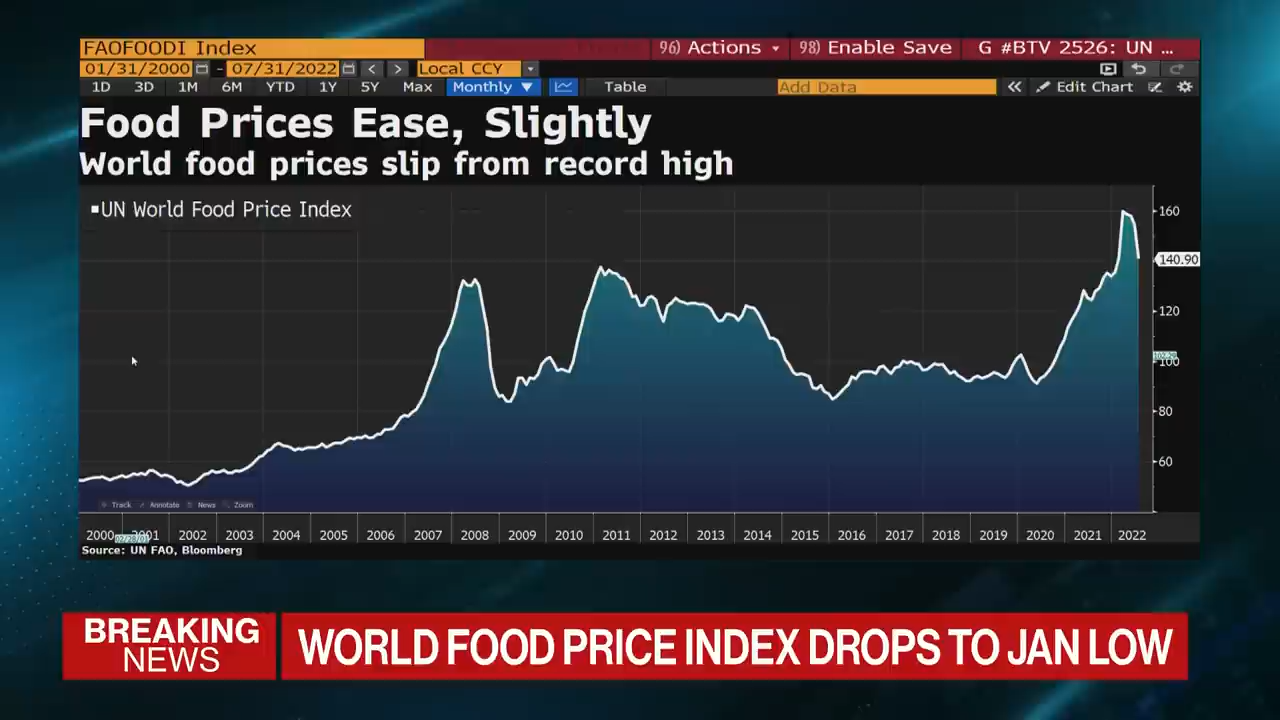 FAOFOODI Index 96) Actions 98) Enable Save G #BTV 2526: UN ...
01/31/2000 - 07/31/2022 < > Local CCY
1D 3D 1M 6M YTD 1Y 5Y Max Monthly ▼ Table Add Data « Edit Chart
Food Prices Ease, Slightly
World food prices slip from record high
UN World Food Price Index
160
140.90
120
100
80
60
Track Annotate News Zoom
2000 2001 2002 2003 2004 2005 2006 2007 2008 2009 2010 2011 2012 2013 2014 2015 2016 2017 2018 2019 2020 2021 2022
Source: UN FAO, Bloomberg
BREAKING
NEWS
WORLD FOOD PRICE INDEX DROPS TO JAN LOW